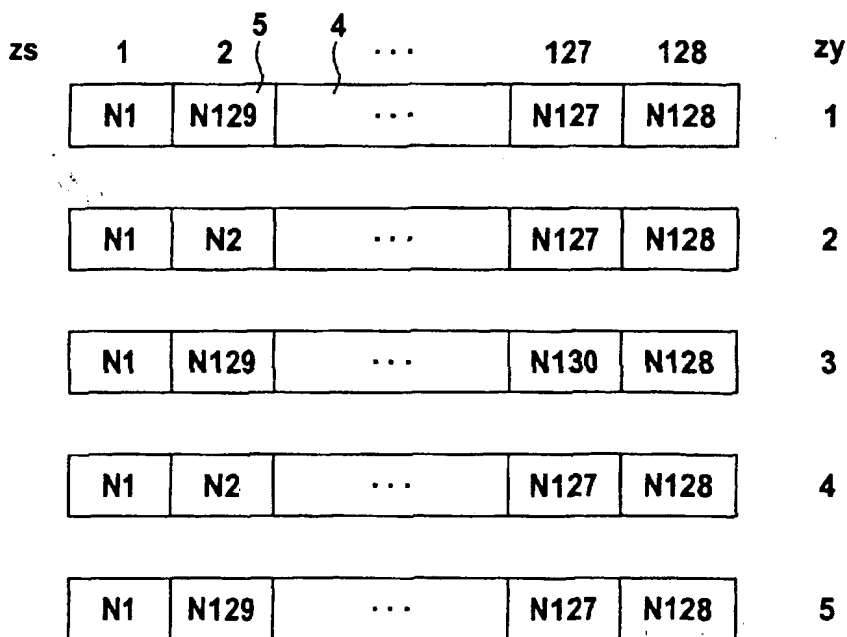 5 4
zs 1 2 ... 127 128 zy
N1 N129 ... N127 N128 1
N1 N2 ... N127 N128 2
N1 N129 ... N130 N128 3
N1 N2 ... N127 N128 4
N1 N129 ... N127 N128 5